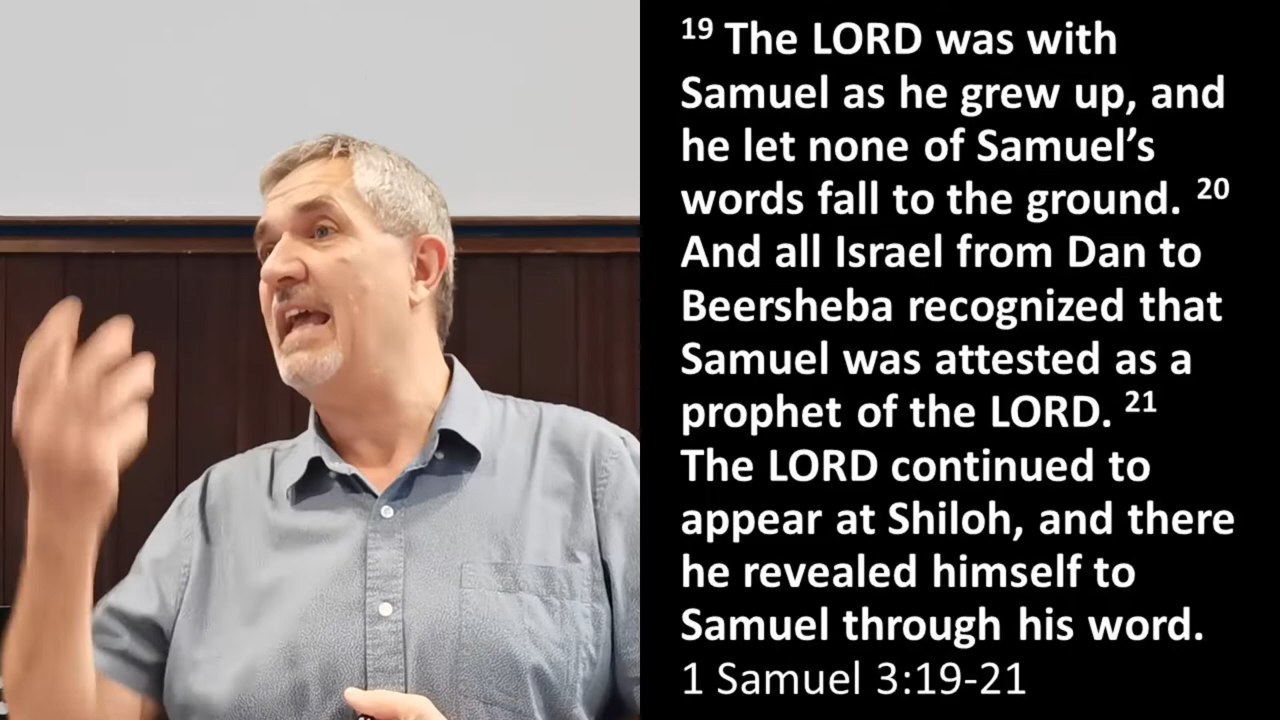 19 The LORD was with
Samuel as he grew up, and
he let none of Samuel’s
words fall to the ground. 20
And all Israel from Dan to
Beersheba recognized that
Samuel was attested as a
prophet of the LORD. 21
The LORD continued to
appear at Shiloh, and there
he revealed himself to
Samuel through his word.
1 Samuel 3:19-21